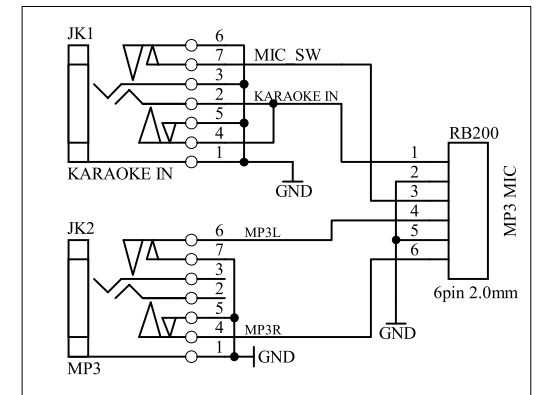 JK1
6
7
MIC_SW
3
2
KARAOKE IN
5
4
1
KARAOKE IN
GND
RB200
1
2
3
4
5
6
MP3 MIC
6pin 2.0mm
GND
JK2
6
MP3L
7
3
2
5
4
MP3R
1
GND
MP3